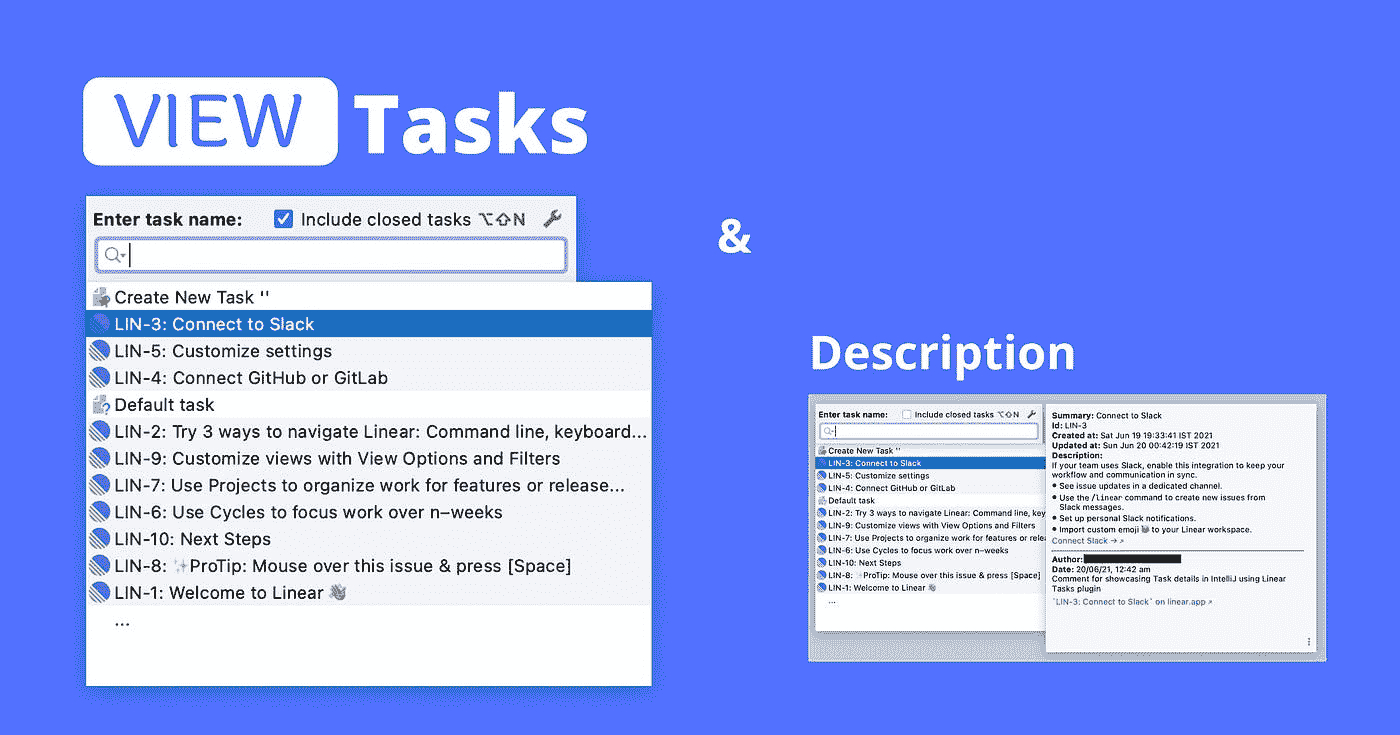 VIEW Tasks
Enter task name: Include closed tasks ⌥⇧N
Create New Task ''
LIN-3: Connect to Slack
LIN-5: Customize settings
LIN-4: Connect GitHub or GitLab
Default task
LIN-2: Try 3 ways to navigate Linear: Command line, keyboard...
LIN-9: Customize views with View Options and Filters
LIN-7: Use Projects to organize work for features or release...
LIN-6: Use Cycles to focus work over n–weeks
LIN-10: Next Steps
LIN-8: ✨ProTip: Mouse over this issue & press [Space]
LIN-1: Welcome to Linear 👋
...
&
Description
Enter task name: Include closed tasks ⌥⇧N
Create New Task ''
LIN-3: Connect to Slack
LIN-5: Customize settings
LIN-4: Connect GitHub or GitLab
Default task
LIN-2: Try 3 ways to navigate Linear: Command line, key
LIN-9: Customize views with View Options and Filters
LIN-7: Use Projects to organize work for features or relea
LIN-6: Use Cycles to focus work over n–weeks
LIN-10: Next Steps
LIN-8: ✨ProTip: Mouse over this issue & press [Space]
LIN-1: Welcome to Linear 👋
...
Summary: Connect to Slack
Id: LIN-3
Created at: Sat Jun 19 19:33:41 IST 2021
Updated at: Sun Jun 20 00:42:19 IST 2021
Description:
If your team uses Slack, enable this integration to keep your
workflow and communication in sync.
• See issue updates in a dedicated channel.
• Use the /linear command to create new issues from
Slack messages.
• Set up personal Slack notifications.
• Import custom emoji to your Linear workspace.
Connect Slack → ↗
Author:
Date: 20/06/21, 12:42 am
Comment for showcasing Task details in IntelliJ using Linear
Tasks plugin
`LIN-3: Connect to Slack` on linear.app ↗